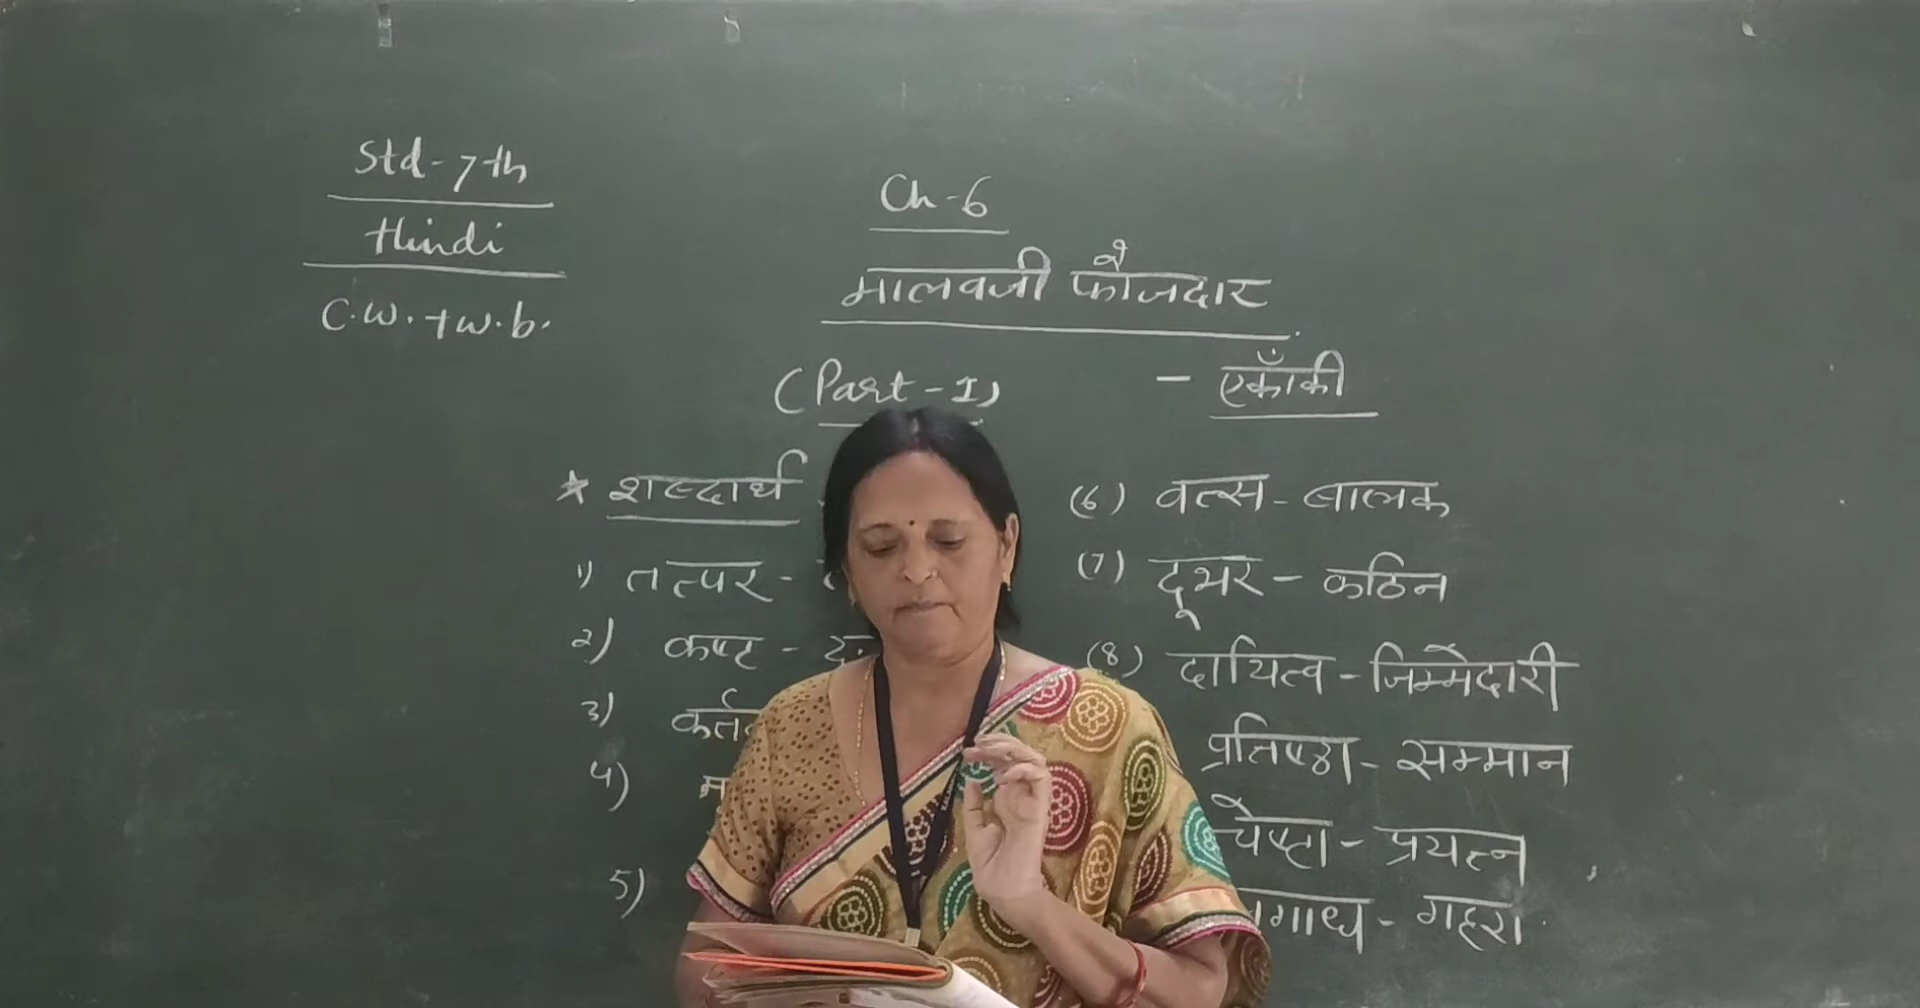 Std-7th
Hindi
C.W.+w.b.
Ch-6
मालवजी फौजदार
(Part-I)
- एकाँकी
* शब्दार्थ
1) तत्पर -
2) कष्ट -
3)
4)
5)
(6) वत्स - बालक
(7) दूभर - कठिन
(8) दायित्व - जिम्मेदारी
प्रतिष्ठा - सम्मान
चेष्टा - प्रयत्न
गाध - गहरा